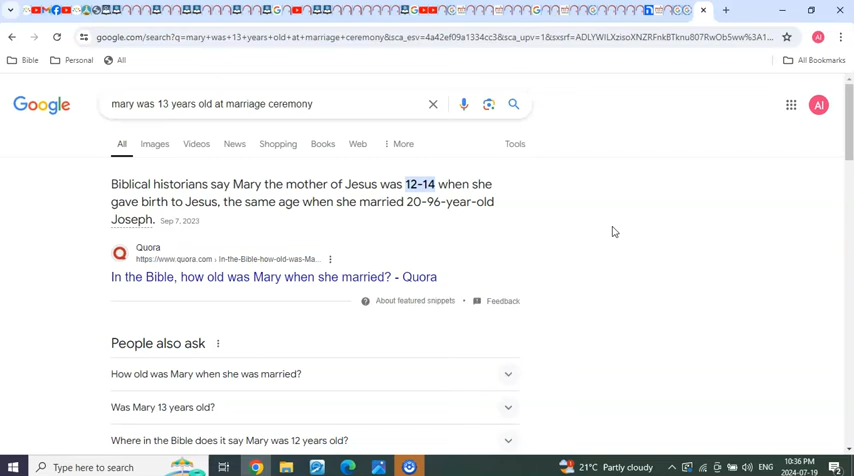 google.com/search?q=mary+was+13+years+old+at+marriage+ceremony&sca_esv=4a42ef09a1334cc3&sca_upv=1&sxsrf=ADLYWILXzisoXNZRFnkBTknu807RwOb5ww%3A1...
AI
Bible
Personal
All
All Bookmarks
Google
mary was 13 years old at marriage ceremony
AI
All Images Videos News Shopping Books Web More Tools
Biblical historians say Mary the mother of Jesus was 12-14 when she
gave birth to Jesus, the same age when she married 20-96-year-old
Joseph. Sep 7, 2023
Quora
https://www.quora.com › In-the-Bible-how-old-was-Ma...
In the Bible, how old was Mary when she married? - Quora
About featured snippets • Feedback
People also ask
How old was Mary when she was married?
Was Mary 13 years old?
Where in the Bible does it say Mary was 12 years old?
Type here to search
21°C Partly cloudy
ENG
10:36 PM
2024-07-19
2